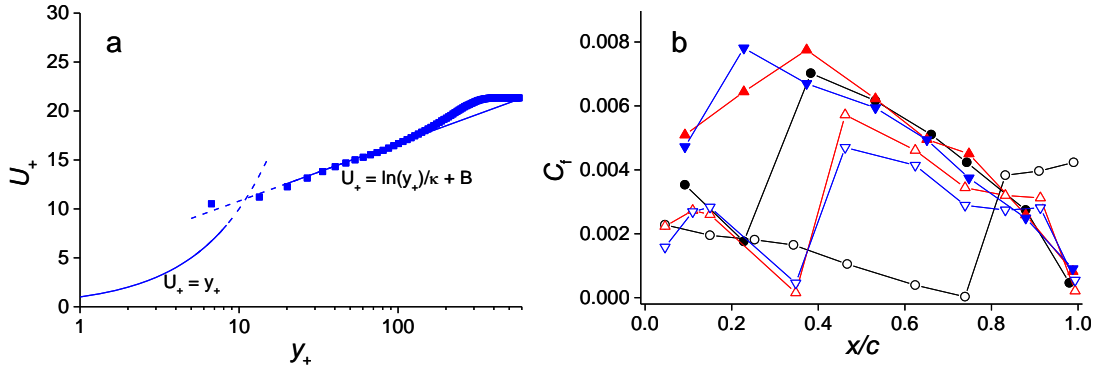 a
30
25
20
15
10
5
0
U₊
U₊ = ln(y₊)/κ + B
U₊ = y₊
1 10 100
y₊
b
0.008
0.006
0.004
0.002
0.000
C_f
0.0 0.2 0.4 0.6 0.8 1.0
x/c